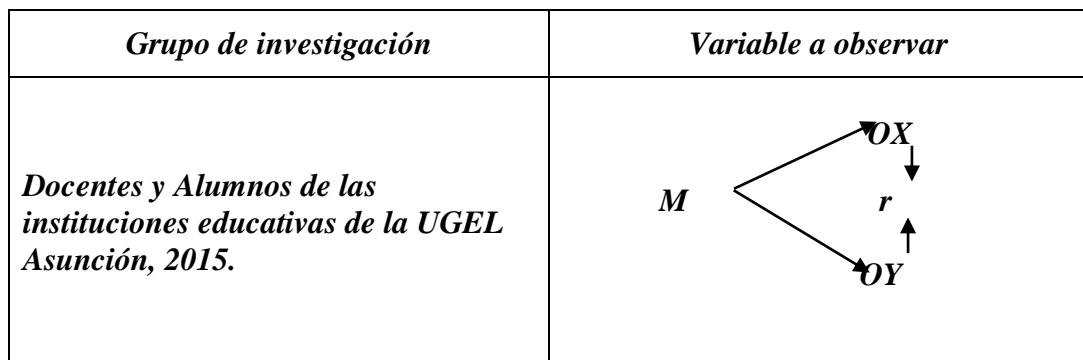 Grupo de investigación
Variable a observar
Docentes y Alumnos de las
instituciones educativas de la UGEL
Asunción, 2015.
OX
M
r
OY